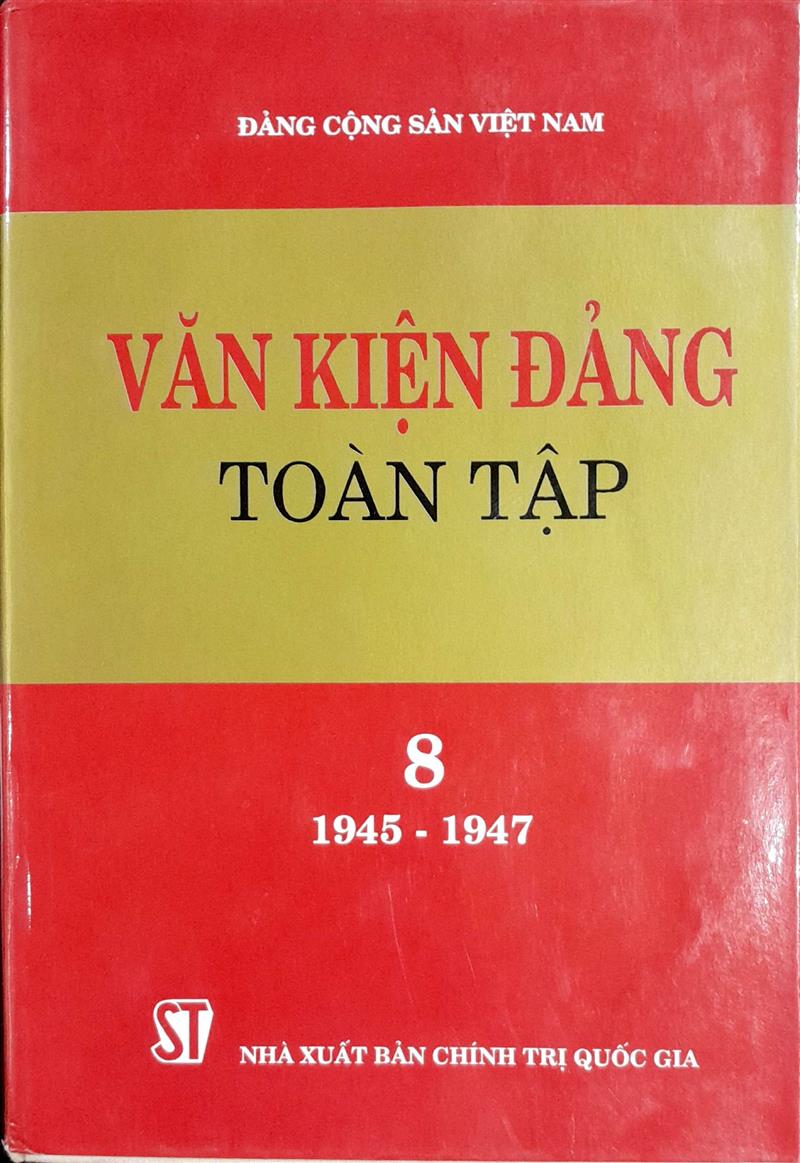 ĐẢNG CỘNG SẢN VIỆT NAM
VĂN KIỆN ĐẢNG
TOÀN TẬP
8
1945 - 1947
ST
NHÀ XUẤT BẢN CHÍNH TRỊ QUỐC GIA